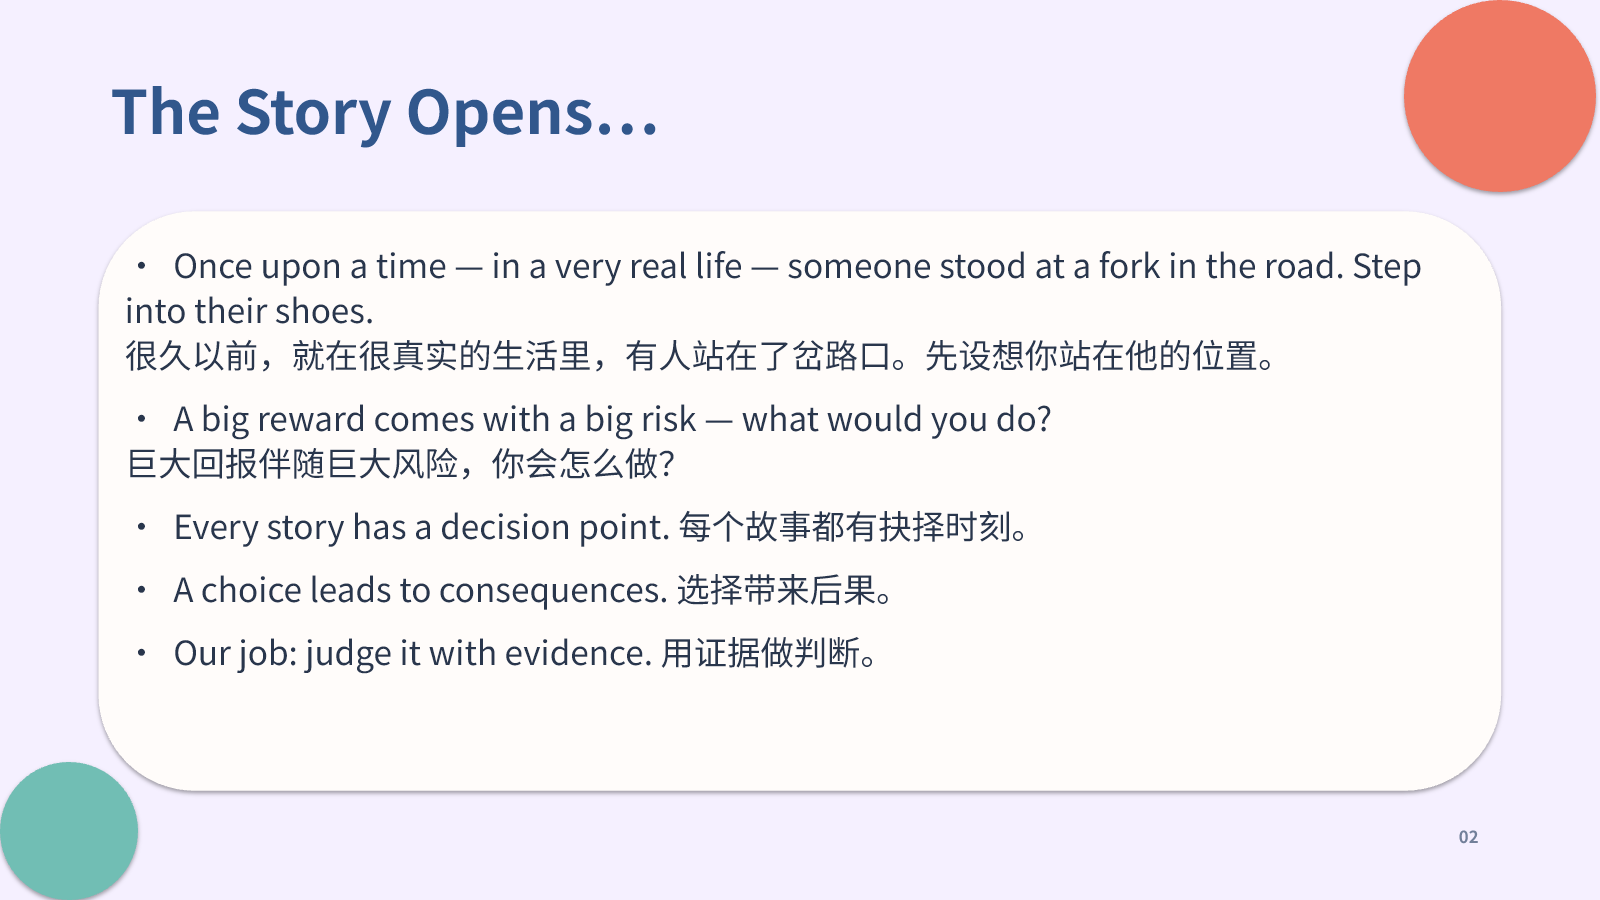 The Story Opens…
• Once upon a time — in a very real life — someone stood at a fork in the road. Step
into their shoes.
很久以前，就在很真实的生活里，有人站在了岔路口。先设想你站在他的位置。
• A big reward comes with a big risk — what would you do?
巨大回报伴随巨大风险，你会怎么做？
• Every story has a decision point. 每个故事都有抉择时刻。
• A choice leads to consequences. 选择带来后果。
• Our job: judge it with evidence. 用证据做判断。
02